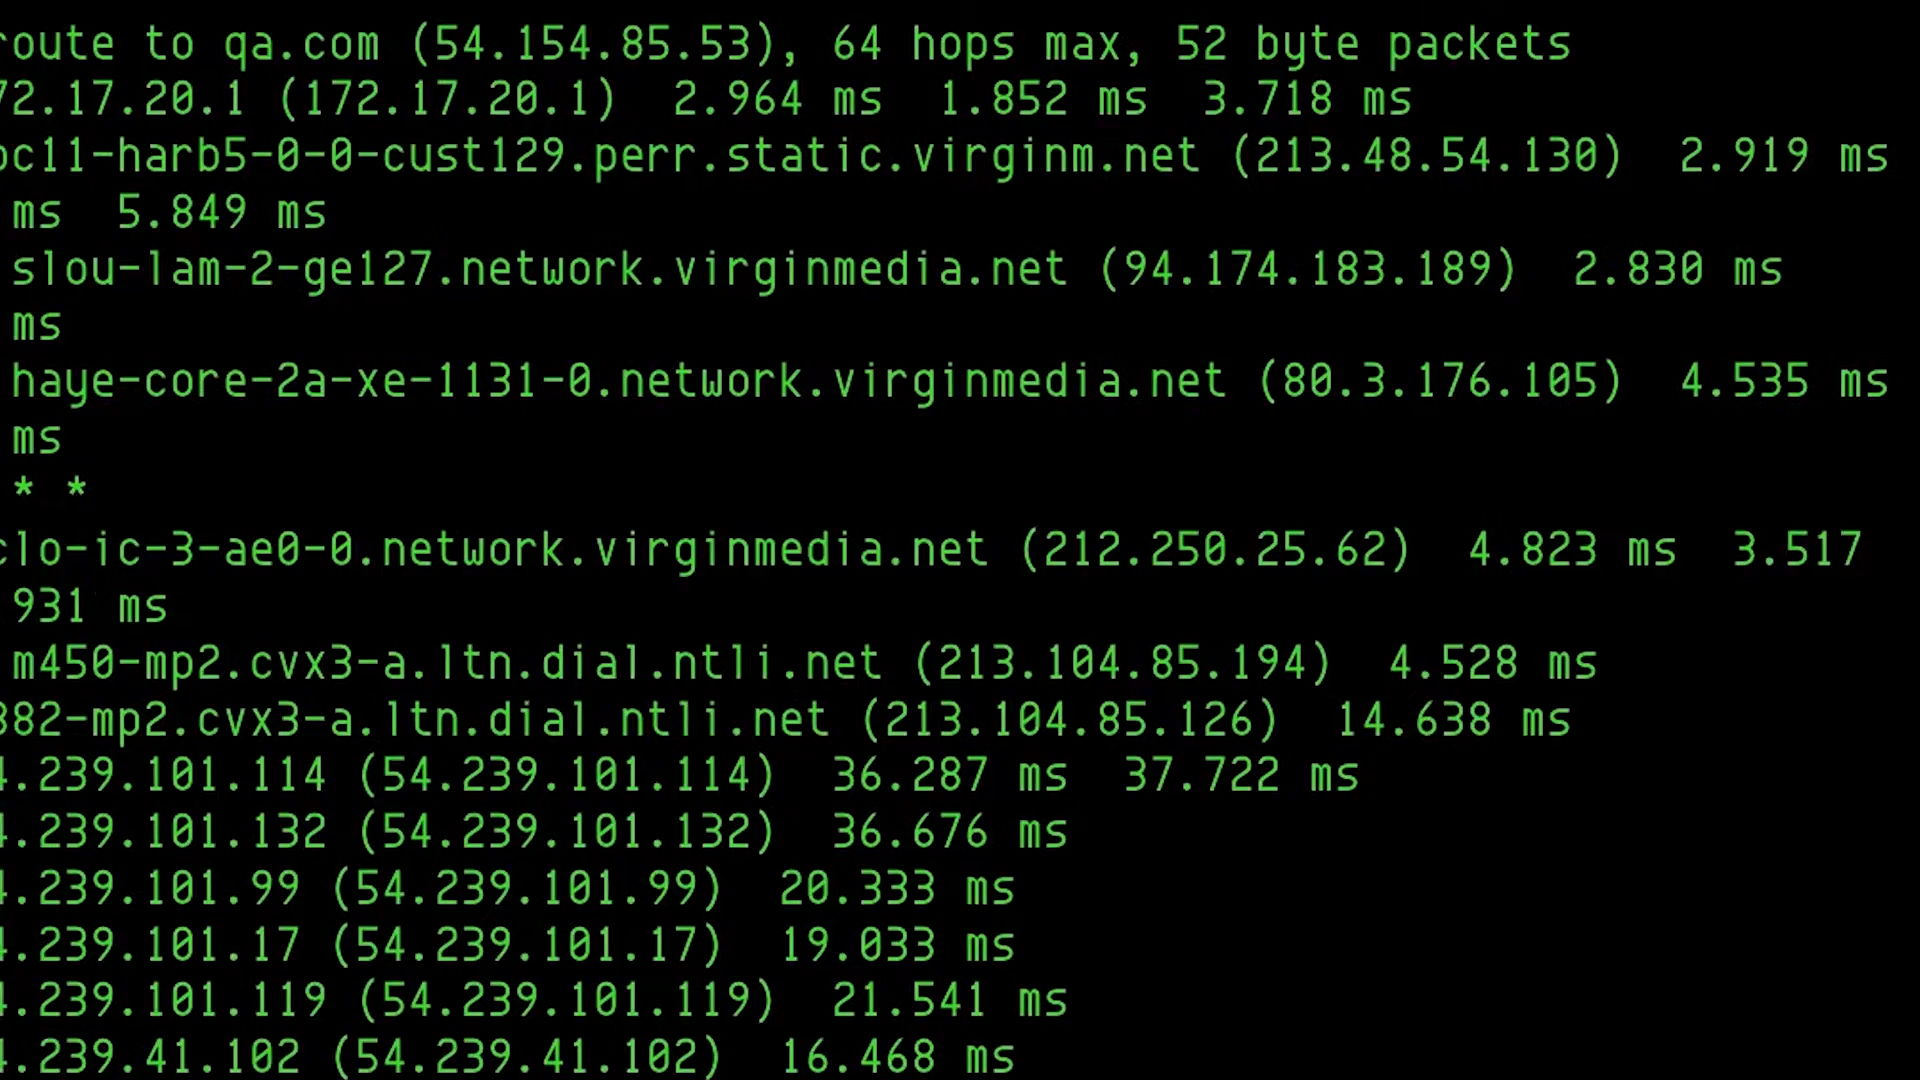 route to qa.com (54.154.85.53), 64 hops max, 52 byte packets
72.17.20.1 (172.17.20.1)  2.964 ms  1.852 ms  3.718 ms
pc11-harb5-0-0-cust129.perr.static.virginm.net (213.48.54.130)  2.919 ms
ms  5.849 ms
slou-lam-2-ge127.network.virginmedia.net (94.174.183.189)  2.830 ms
ms
haye-core-2a-xe-1131-0.network.virginmedia.net (80.3.176.105)  4.535 ms
ms
* *
clo-ic-3-ae0-0.network.virginmedia.net (212.250.25.62)  4.823 ms  3.517
931 ms
m450-mp2.cvx3-a.ltn.dial.ntli.net (213.104.85.194)  4.528 ms
382-mp2.cvx3-a.ltn.dial.ntli.net (213.104.85.126)  14.638 ms
4.239.101.114 (54.239.101.114)  36.287 ms  37.722 ms
4.239.101.132 (54.239.101.132)  36.676 ms
4.239.101.99 (54.239.101.99)  20.333 ms
4.239.101.17 (54.239.101.17)  19.033 ms
4.239.101.119 (54.239.101.119)  21.541 ms
4.239.41.102 (54.239.41.102)  16.468 ms